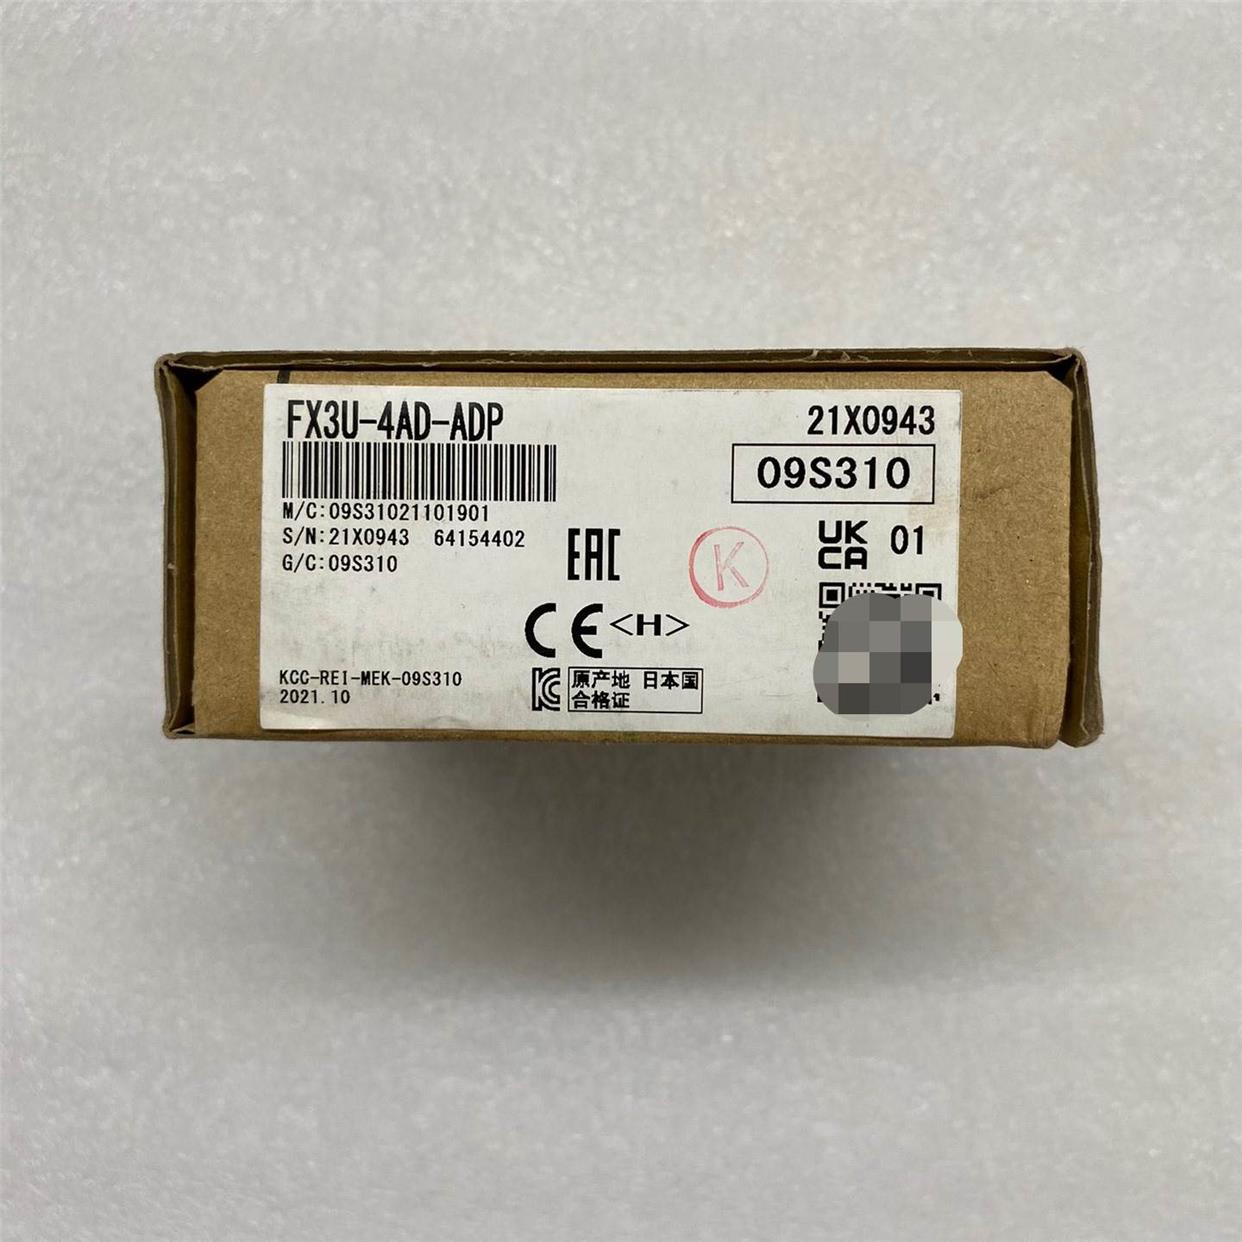 FX3U-4AD-ADP
21X0943
09S310
M/C:09S31021101901
S/N:21X0943 64154402
G/C:09S310
EAC
K
UK
CA
01
CE <H>
KCC-REI-MEK-09S310
2021.10
KC
原产地 日本国
合格证